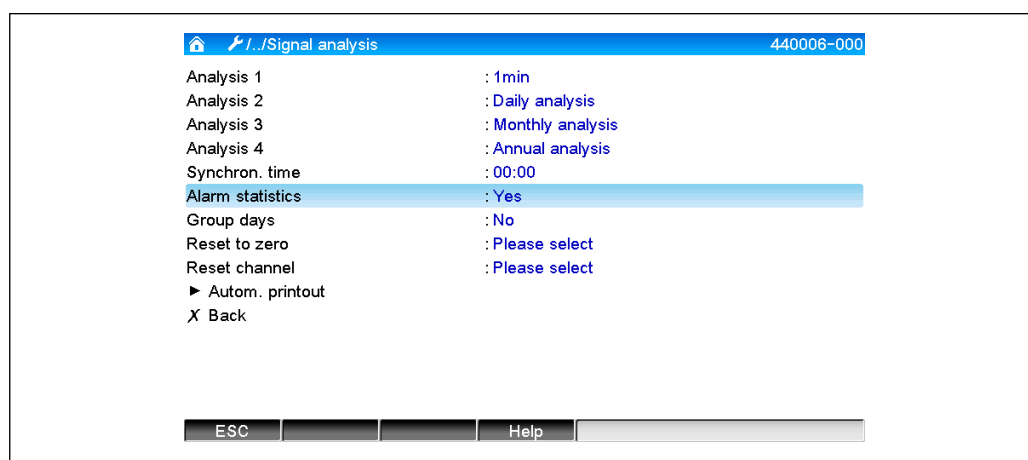 /../Signal analysis 440006-000
Analysis 1 : 1min
Analysis 2 : Daily analysis
Analysis 3 : Monthly analysis
Analysis 4 : Annual analysis
Synchron. time : 00:00
Alarm statistics : Yes
Group days : No
Reset to zero : Please select
Reset channel : Please select
► Autom. printout
X Back
ESC Help